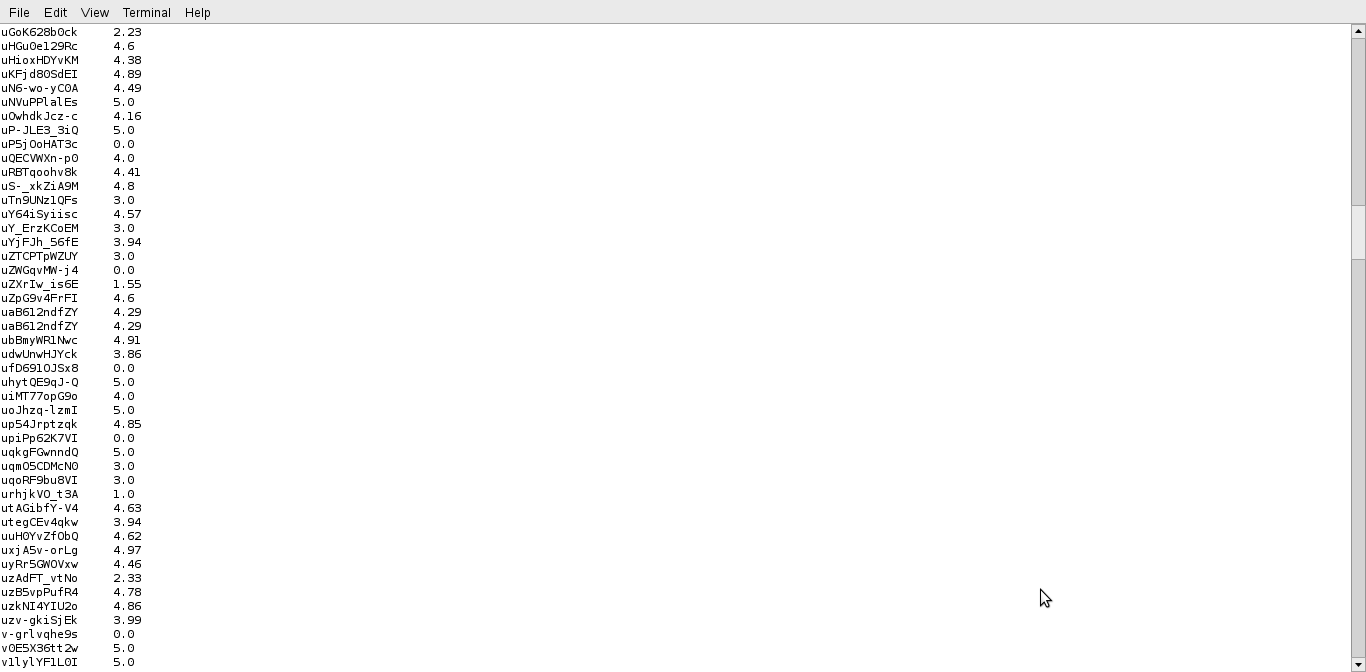 File Edit View Terminal Help
uGoK628bOck 2.23
uHGuOe129Rc 4.6
uHioxHDYvKM 4.38
uKFjd80SdEI 4.89
uN6-wo-yC0A 4.49
uNVuPPlalEs 5.0
uOwhdkJcz-c 4.16
uP-JLE3_3iQ 5.0
uP5jOoHAT3c 0.0
uQECVWXn-p0 4.0
uRBTqoohv8k 4.41
uS-_xkZiA9M 4.8
uTn9UNz1QFs 3.0
uY64iSyiisc 4.57
uY_ErzKCoEM 3.0
uYjFJh_56fE 3.94
uZTCPTpWZUY 3.0
uZWGqvMW-j4 0.0
uZXrIw_is6E 1.55
uZpG9v4FrFI 4.6
uaB612ndfZY 4.29
uaB612ndfZY 4.29
ubBmyWR1Nwc 4.91
udwUnwHJYck 3.86
ufD691OJSx8 0.0
uhytQE9qJ-Q 5.0
uiMT77opG9o 4.0
uoJhzq-lzmI 5.0
up54Jrptzqk 4.85
upiPp62K7VI 0.0
uqkgFGwnndQ 5.0
uqmO5CDMcN0 3.0
uqoRF9bu8VI 3.0
urhjkVO_t3A 1.0
utAGibfY-V4 4.63
utegCEv4qkw 3.94
uuH0YvZfObQ 4.62
uxjA5v-orLg 4.97
uyRr5GWOVxw 4.46
uzAdFT_vtNo 2.33
uzB5vpPufR4 4.78
uzkNI4YIU2o 4.86
uzv-gkiSjEk 3.99
v-grlvqhe9s 0.0
v0E5X36tt2w 5.0
v1lylYF1L0I 5.0